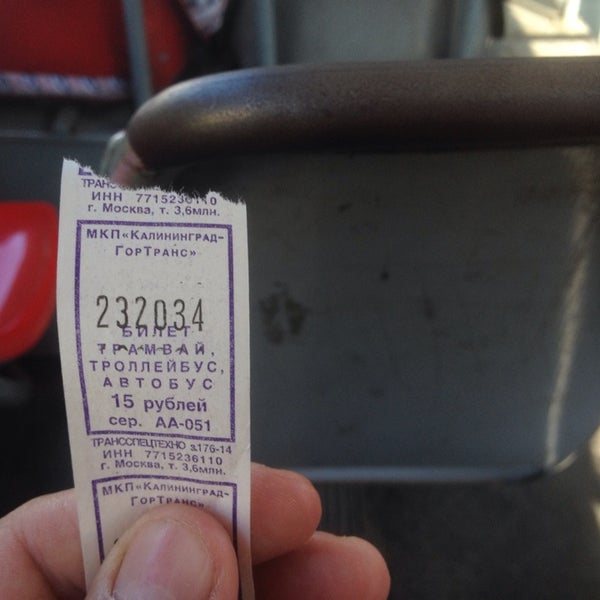 ИНН 7715236110
г. Москва, т. 3,6млн.
МКП «КАЛИНИНГРАД-
ГОРТРАНС»
232034
БИЛЕТ
ТРАМВАЙ,
ТРОЛЛЕЙБУС,
АВТОБУС
15 рублей
сер. АА-051
ТРАНССПЕЦТЕХНО з.176-14
ИНН 7715236110
г. Москва, т. 3,6млн.
МКП «КАЛИНИНГРАД-
ГОРТРАНС»